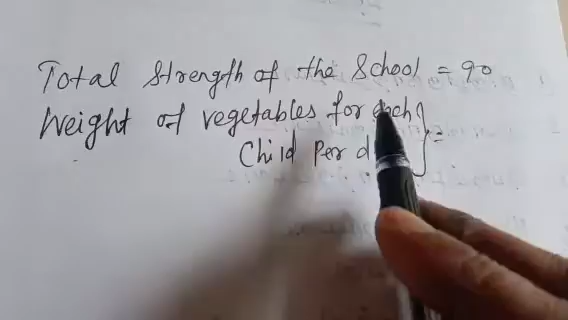 Total Strength of the School = 90
Weight of vegetables for each } =
Child Per